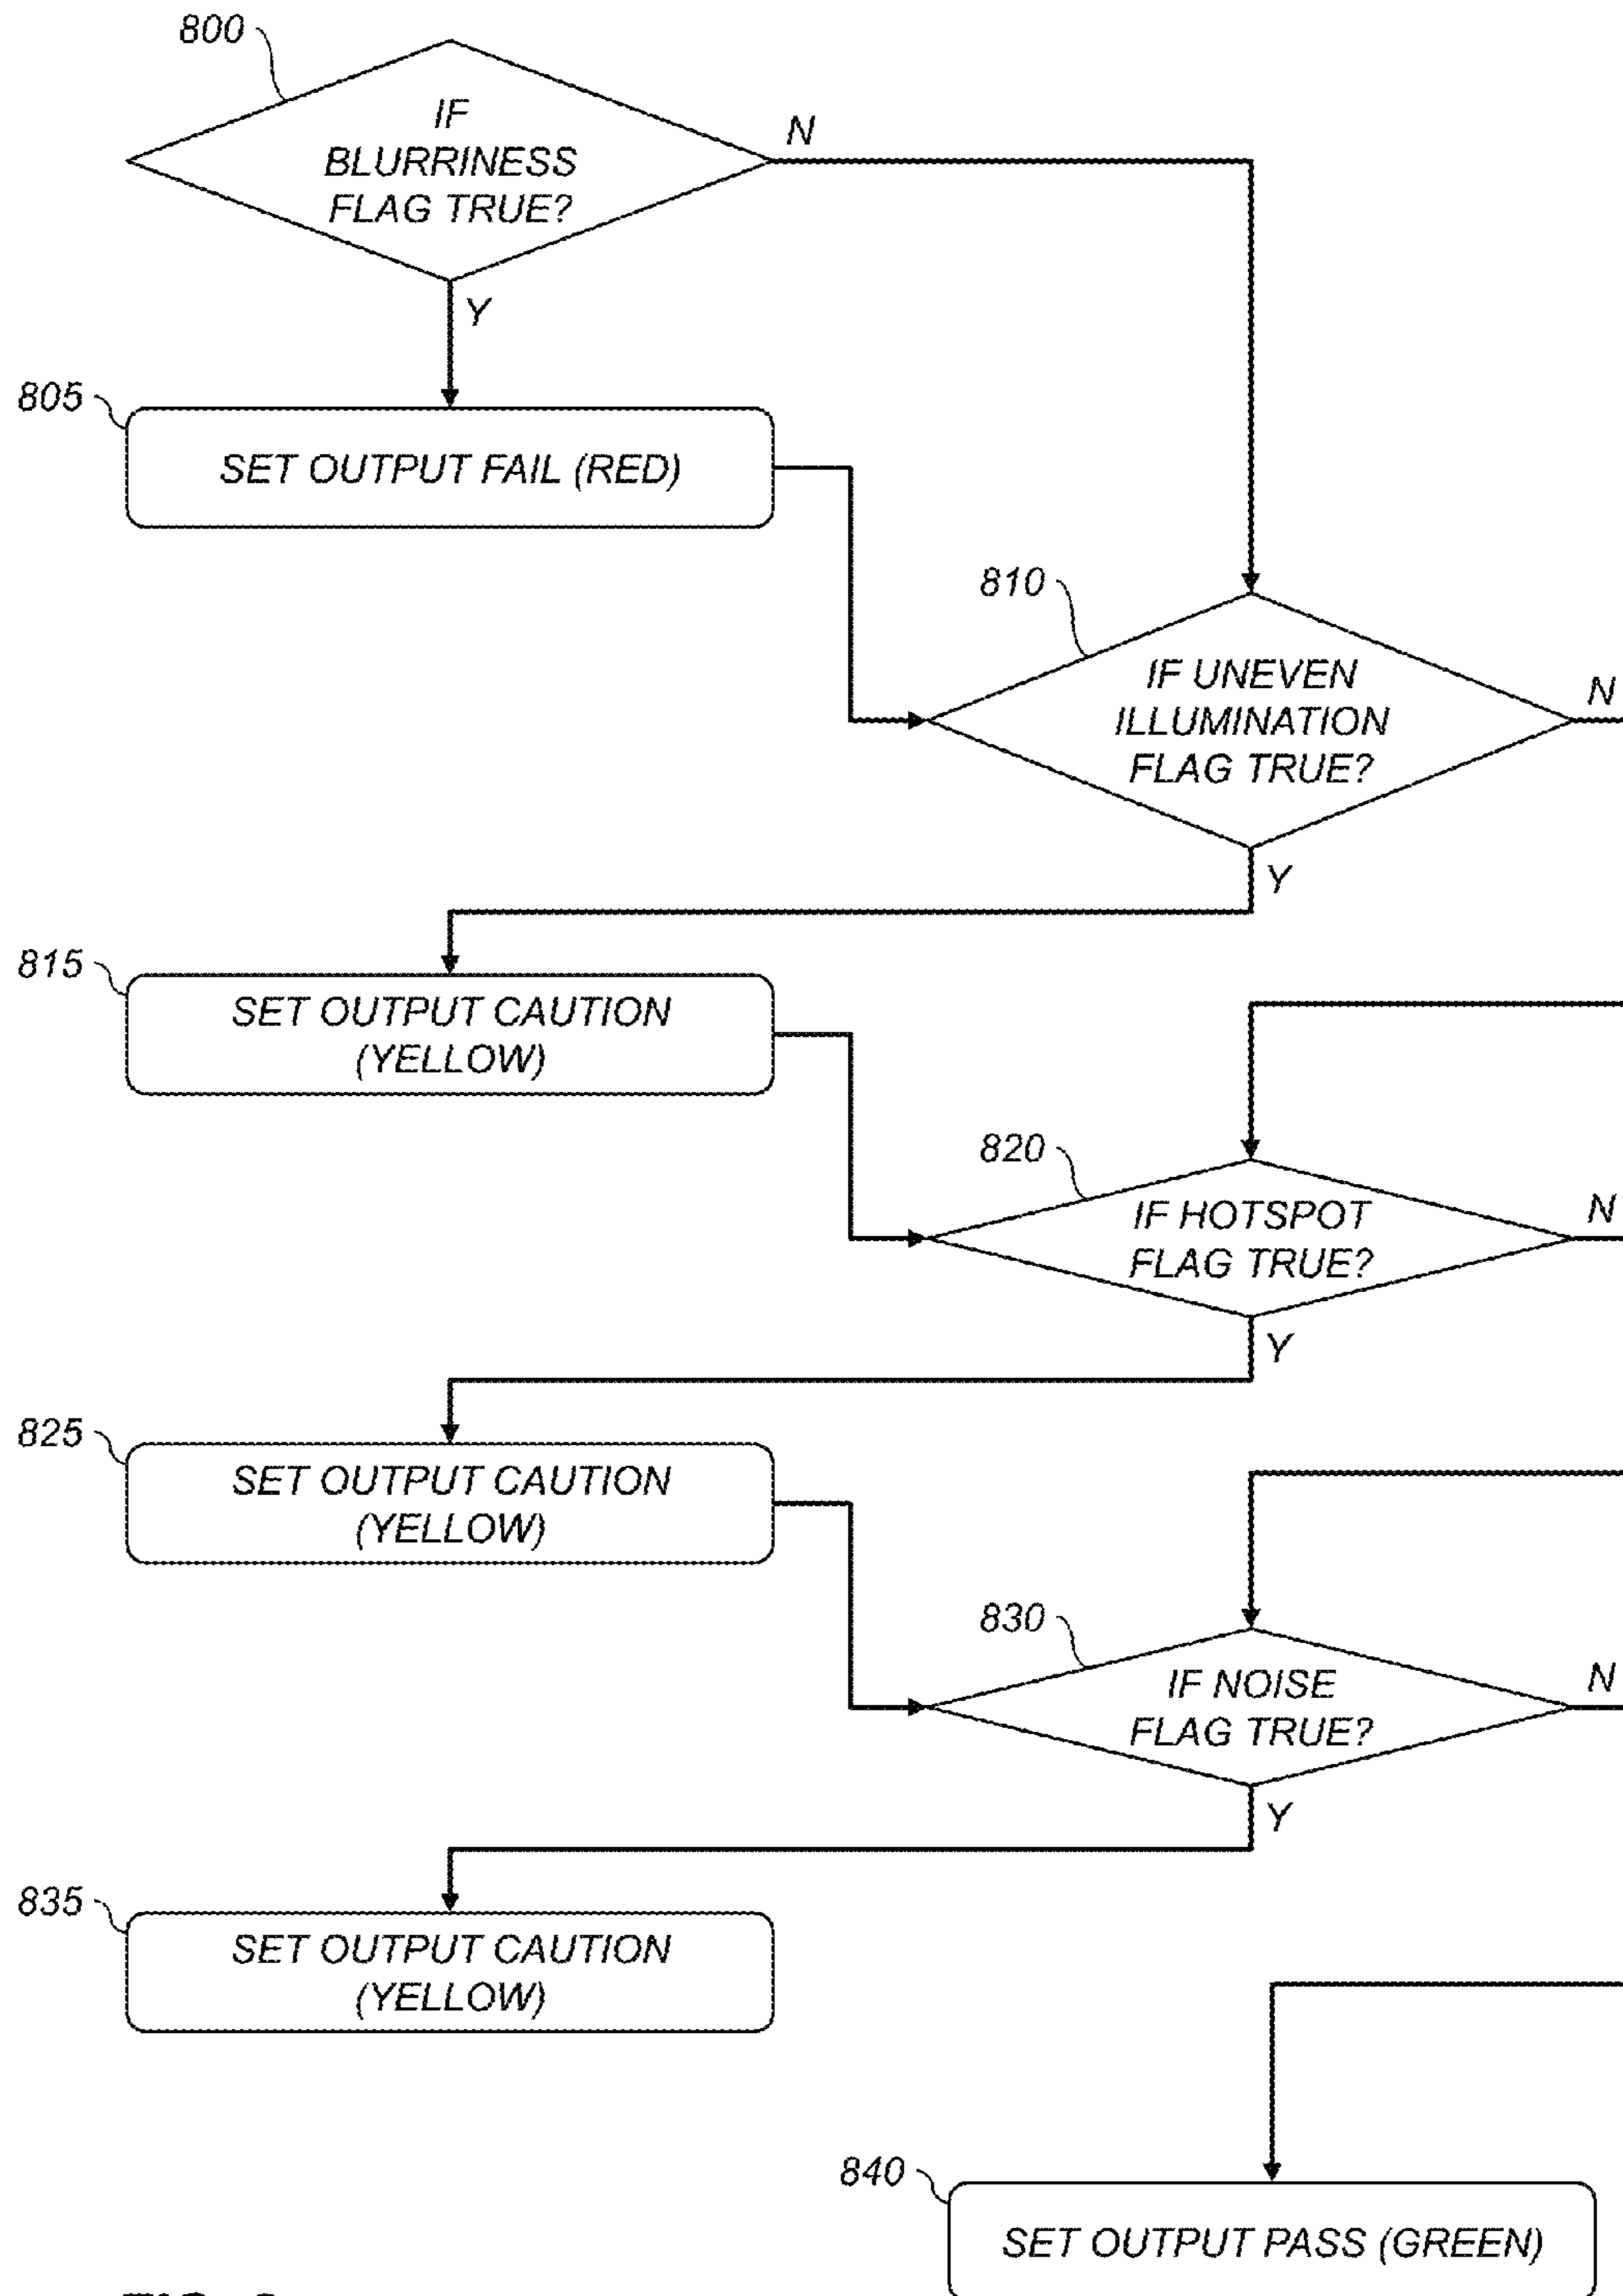 800
IF
BLURRINESS
FLAG TRUE?
N
Y
805
SET OUTPUT FAIL (RED)
810
IF UNEVEN
ILLUMINATION
FLAG TRUE?
N
Y
815
SET OUTPUT CAUTION
(YELLOW)
820
IF HOTSPOT
FLAG TRUE?
N
Y
825
SET OUTPUT CAUTION
(YELLOW)
830
IF NOISE
FLAG TRUE?
N
Y
835
SET OUTPUT CAUTION
(YELLOW)
840
SET OUTPUT PASS (GREEN)